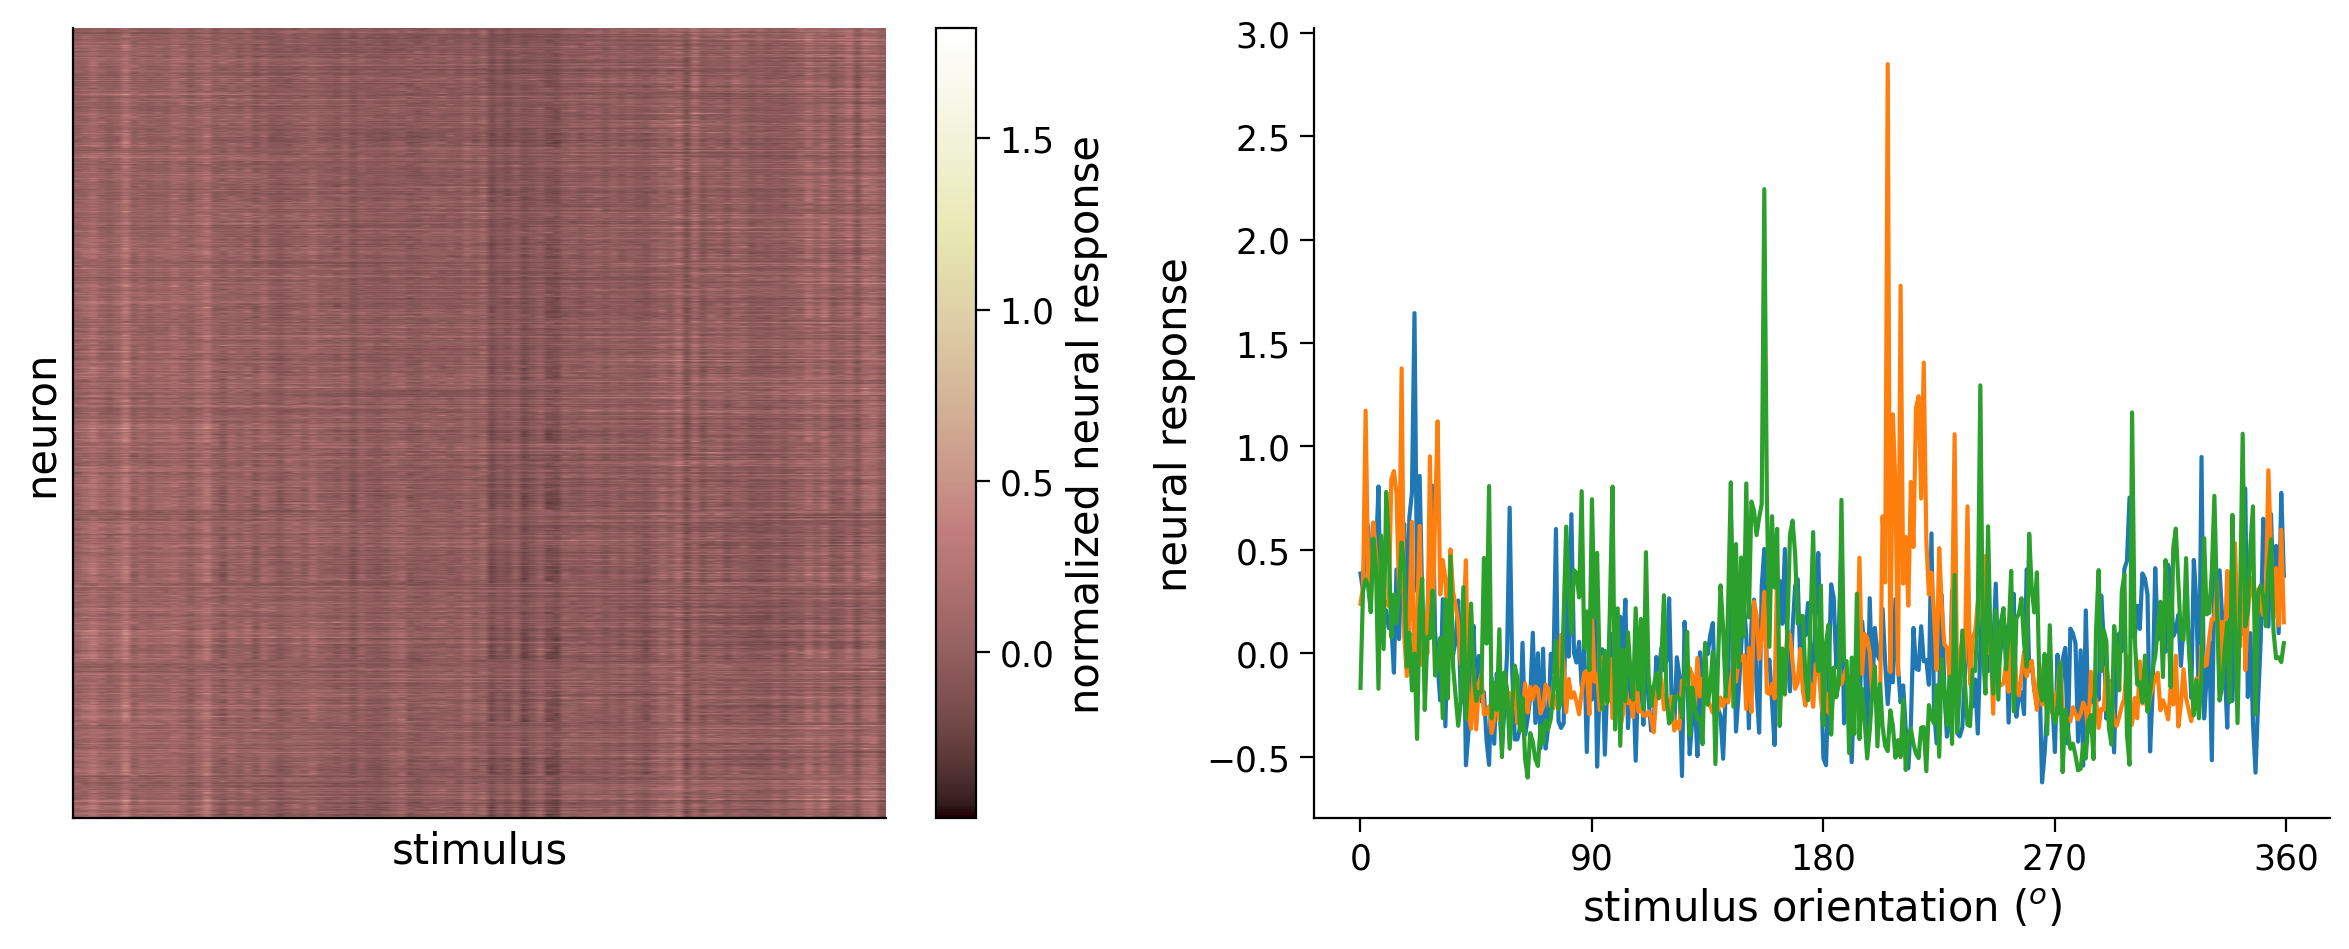 neuron
stimulus
1.5
1.0
0.5
0.0
normalized neural response
3.0
2.5
2.0
1.5
1.0
0.5
0.0
−0.5
neural response
0 90 180 270 360
stimulus orientation (o)